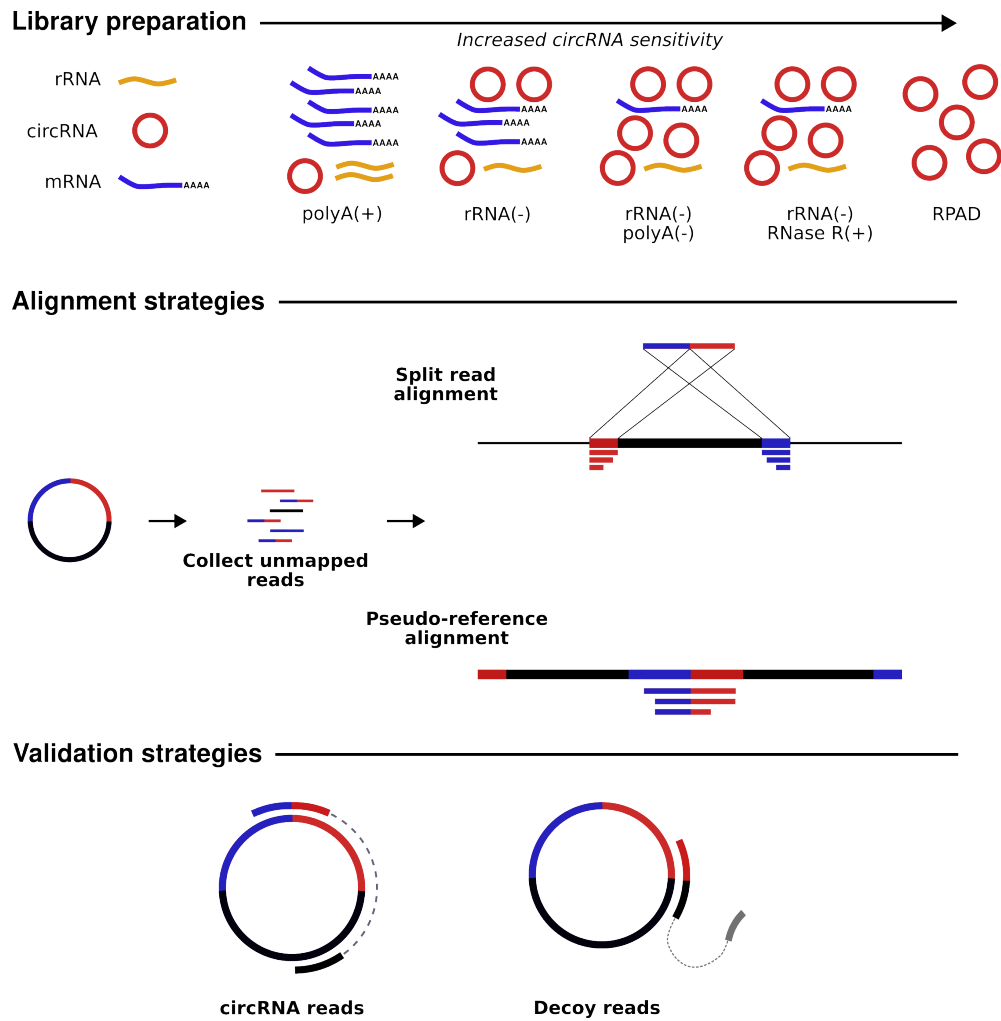 Library preparation
Increased circRNA sensitivity
rRNA
circRNA
mRNA
AAAA
AAAA
AAAA
AAAA
AAAA
AAAA
AAAA
AAAA
AAAA
AAAA
AAAA
polyA(+)
rRNA(-)
rRNA(-)
polyA(-)
rRNA(-)
RNase R(+)
RPAD
Alignment strategies
Split read
alignment
Collect unmapped
reads
Pseudo-reference
alignment
Validation strategies
circRNA reads
Decoy reads